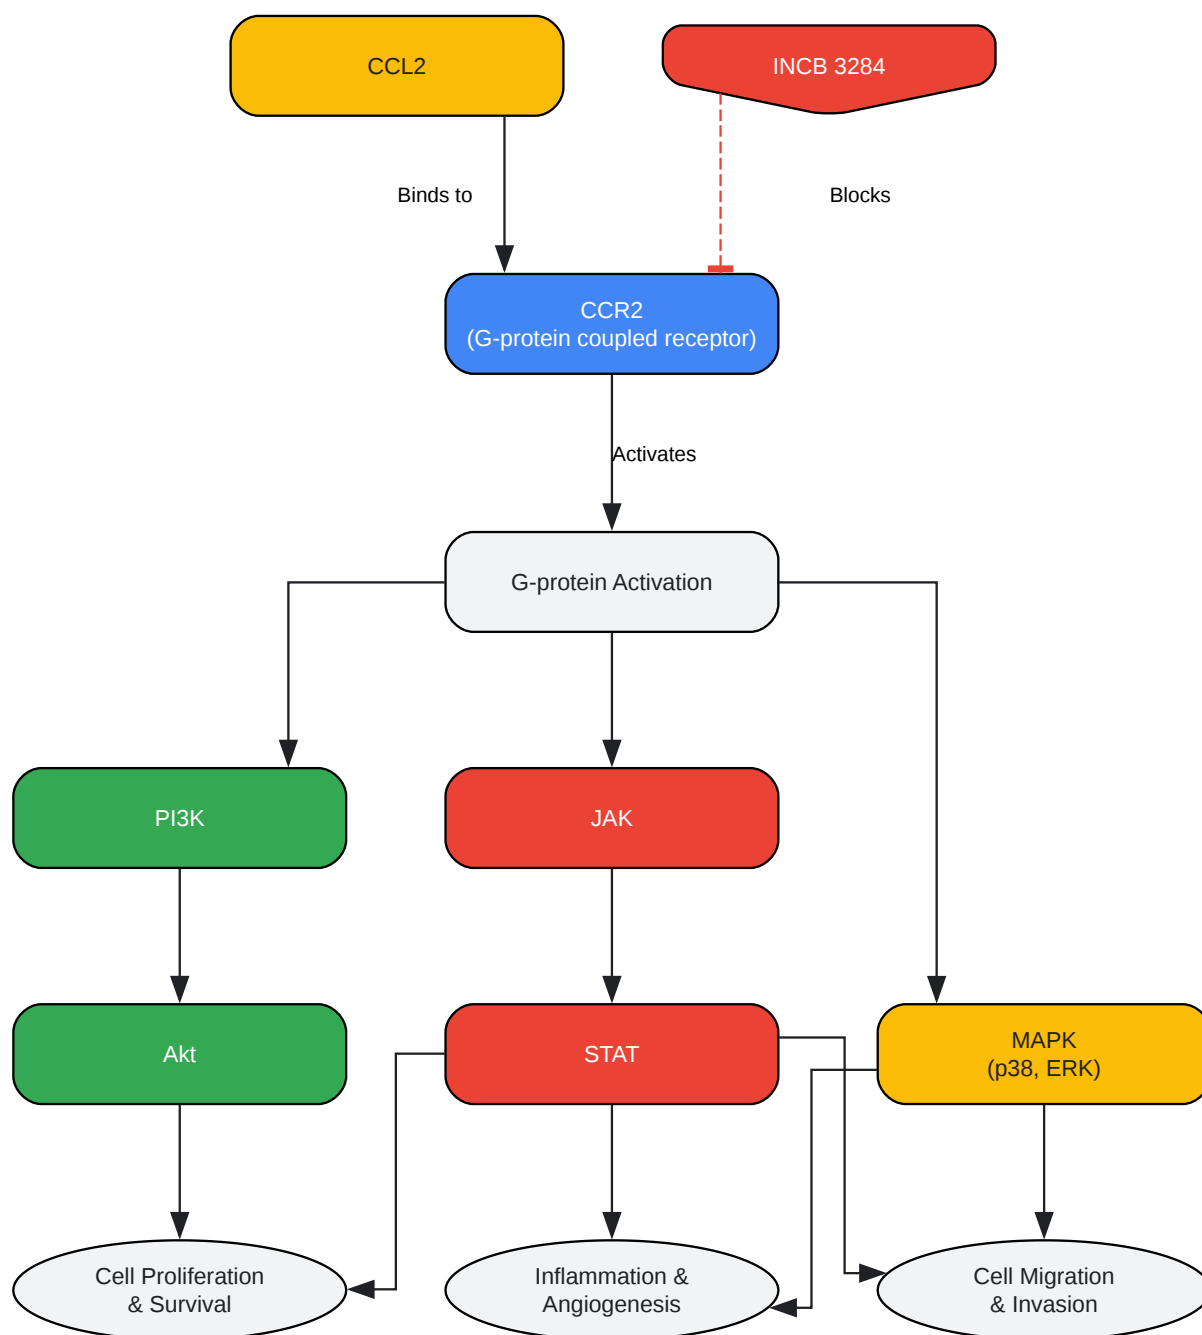 CCL2
INCB 3284
Binds to
Blocks
CCR2
(G-protein coupled receptor)
Activates
G-protein Activation
PI3K
JAK
Akt
STAT
MAPK
(p38, ERK)
Cell Proliferation
& Survival
Inflammation &
Angiogenesis
Cell Migration
& Invasion